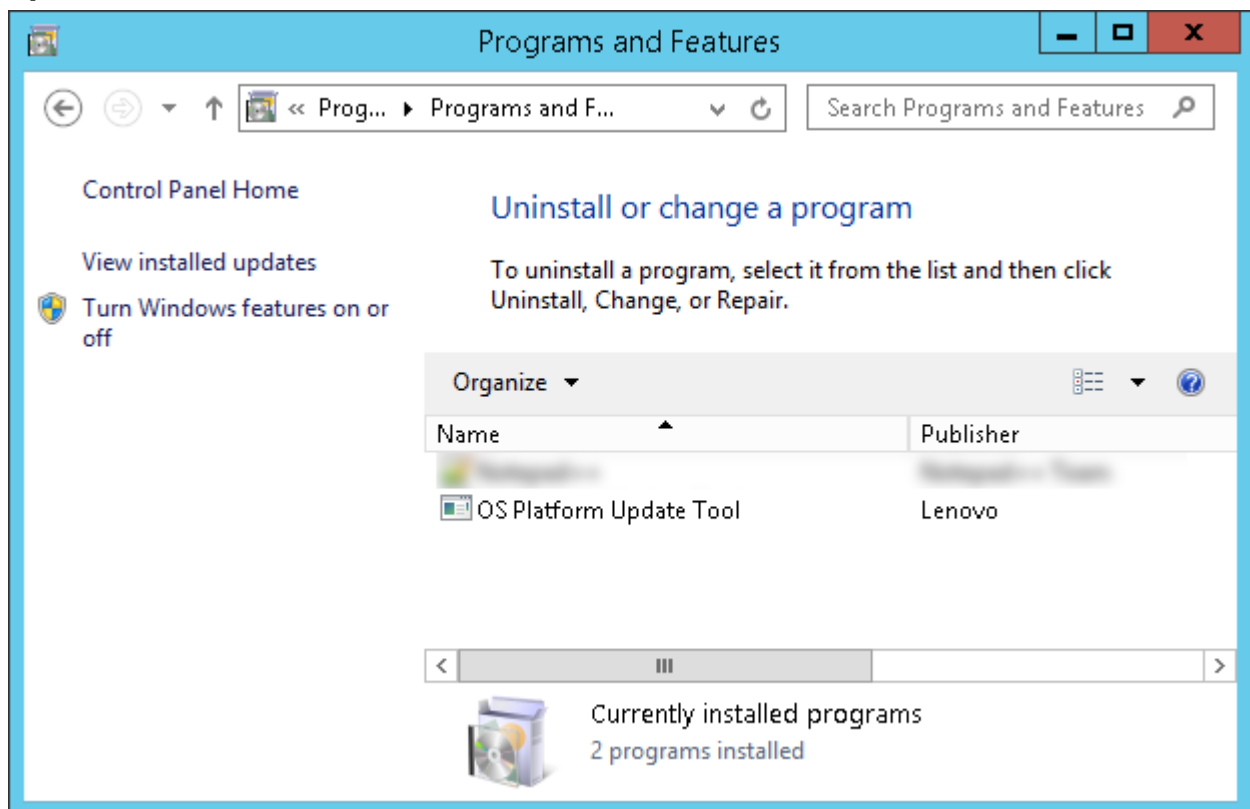 Programs and Features
« Prog... ▸ Programs and F...
Search Programs and Features
Control Panel Home
View installed updates
Turn Windows features on or
off
Uninstall or change a program
To uninstall a program, select it from the list and then click
Uninstall, Change, or Repair.
Organize
Name Publisher
OS Platform Update Tool Lenovo
Currently installed programs
2 programs installed